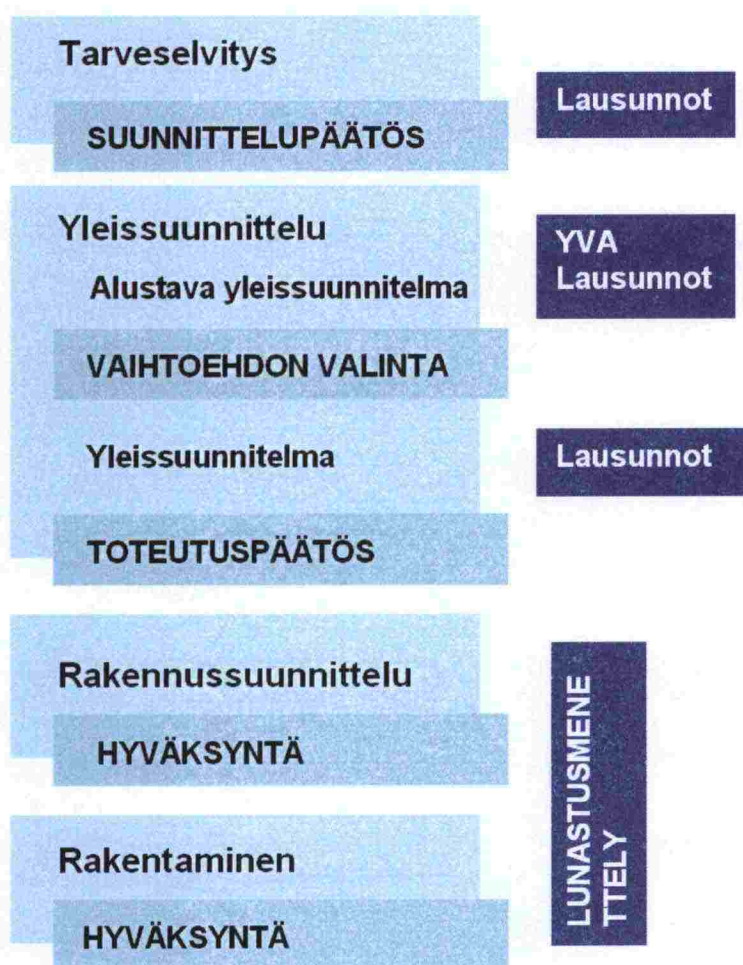 Tarveselvitys
Lausunnot
SUUNNITTELUPÄÄTÖS
Yleissuunnittelu
YVA
Lausunnot
Alustava yleissuunnitelma
VAIHTOEHDON VALINTA
Yleissuunnitelma
Lausunnot
TOTEUTUSPÄÄTÖS
Rakennussuunnittelu
HYVÄKSYNTÄ
LUNASTUSMENE
TTELY
Rakentaminen
HYVÄKSYNTÄ